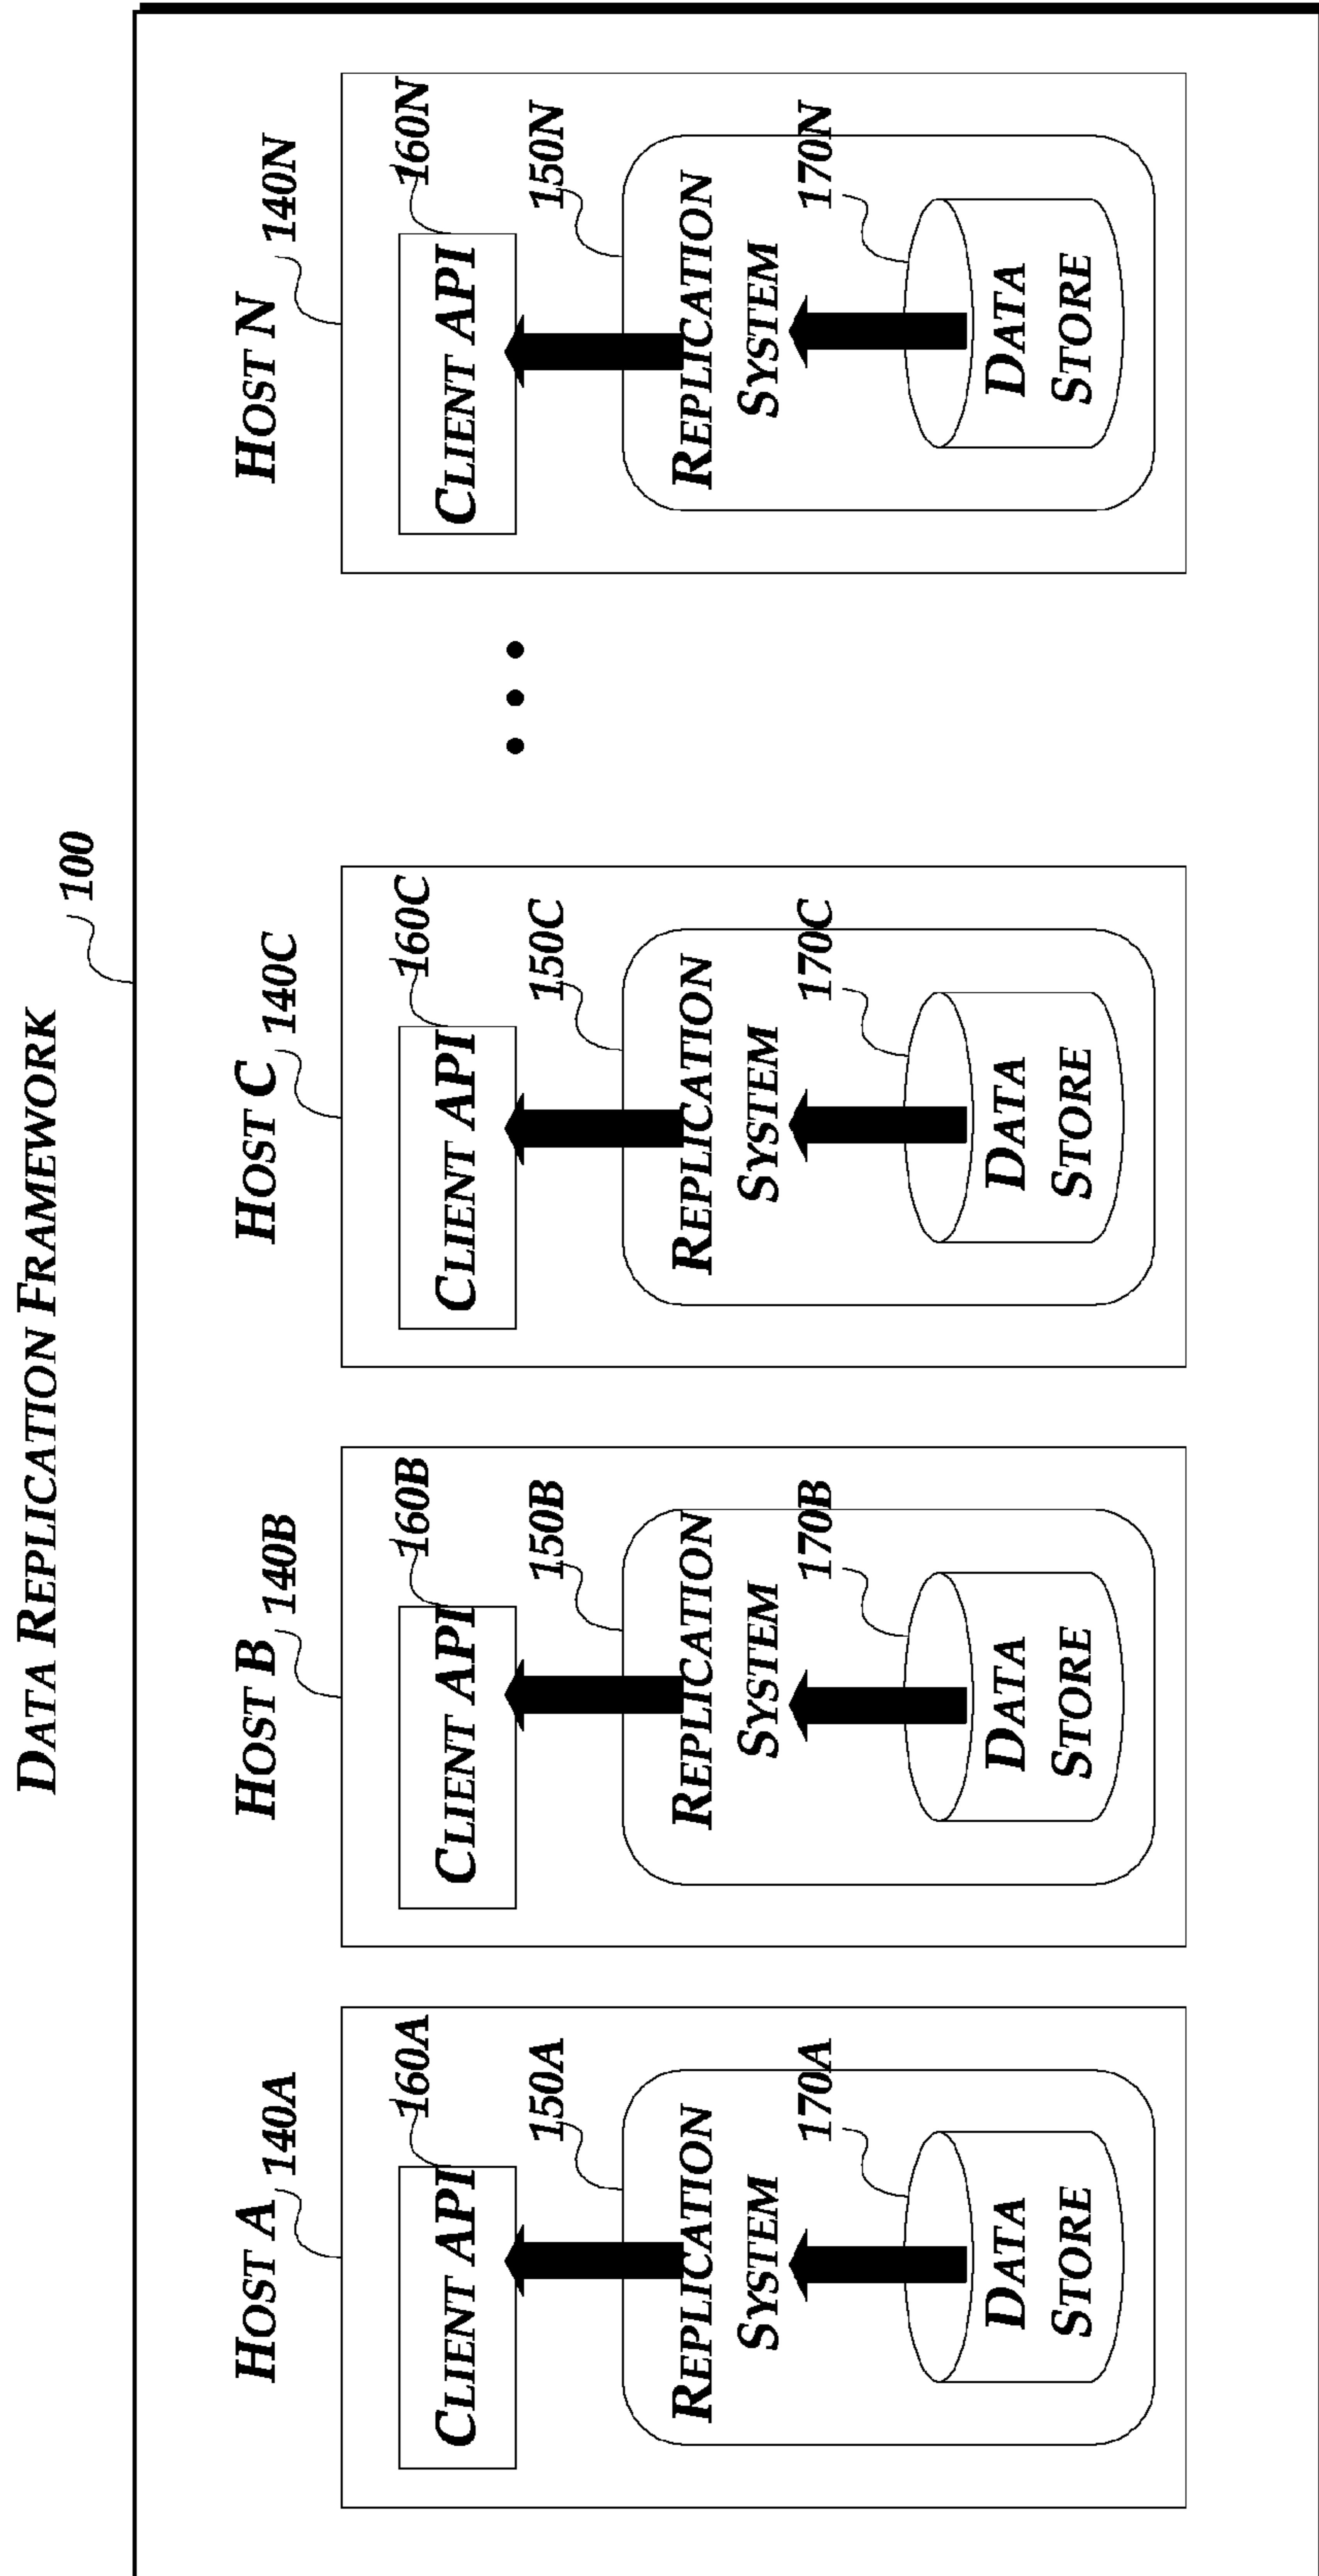 DATA REPLICATION FRAMEWORK
100
HOST A
140A
CLIENT API
160A
150A
REPLICATION
SYSTEM
170A
DATA
STORE
HOST B
140B
CLIENT API
160B
150B
REPLICATION
SYSTEM
170B
DATA
STORE
HOST C
140C
CLIENT API
160C
150C
REPLICATION
SYSTEM
170C
DATA
STORE
HOST N
140N
CLIENT API
160N
150N
REPLICATION
SYSTEM
170N
DATA
STORE